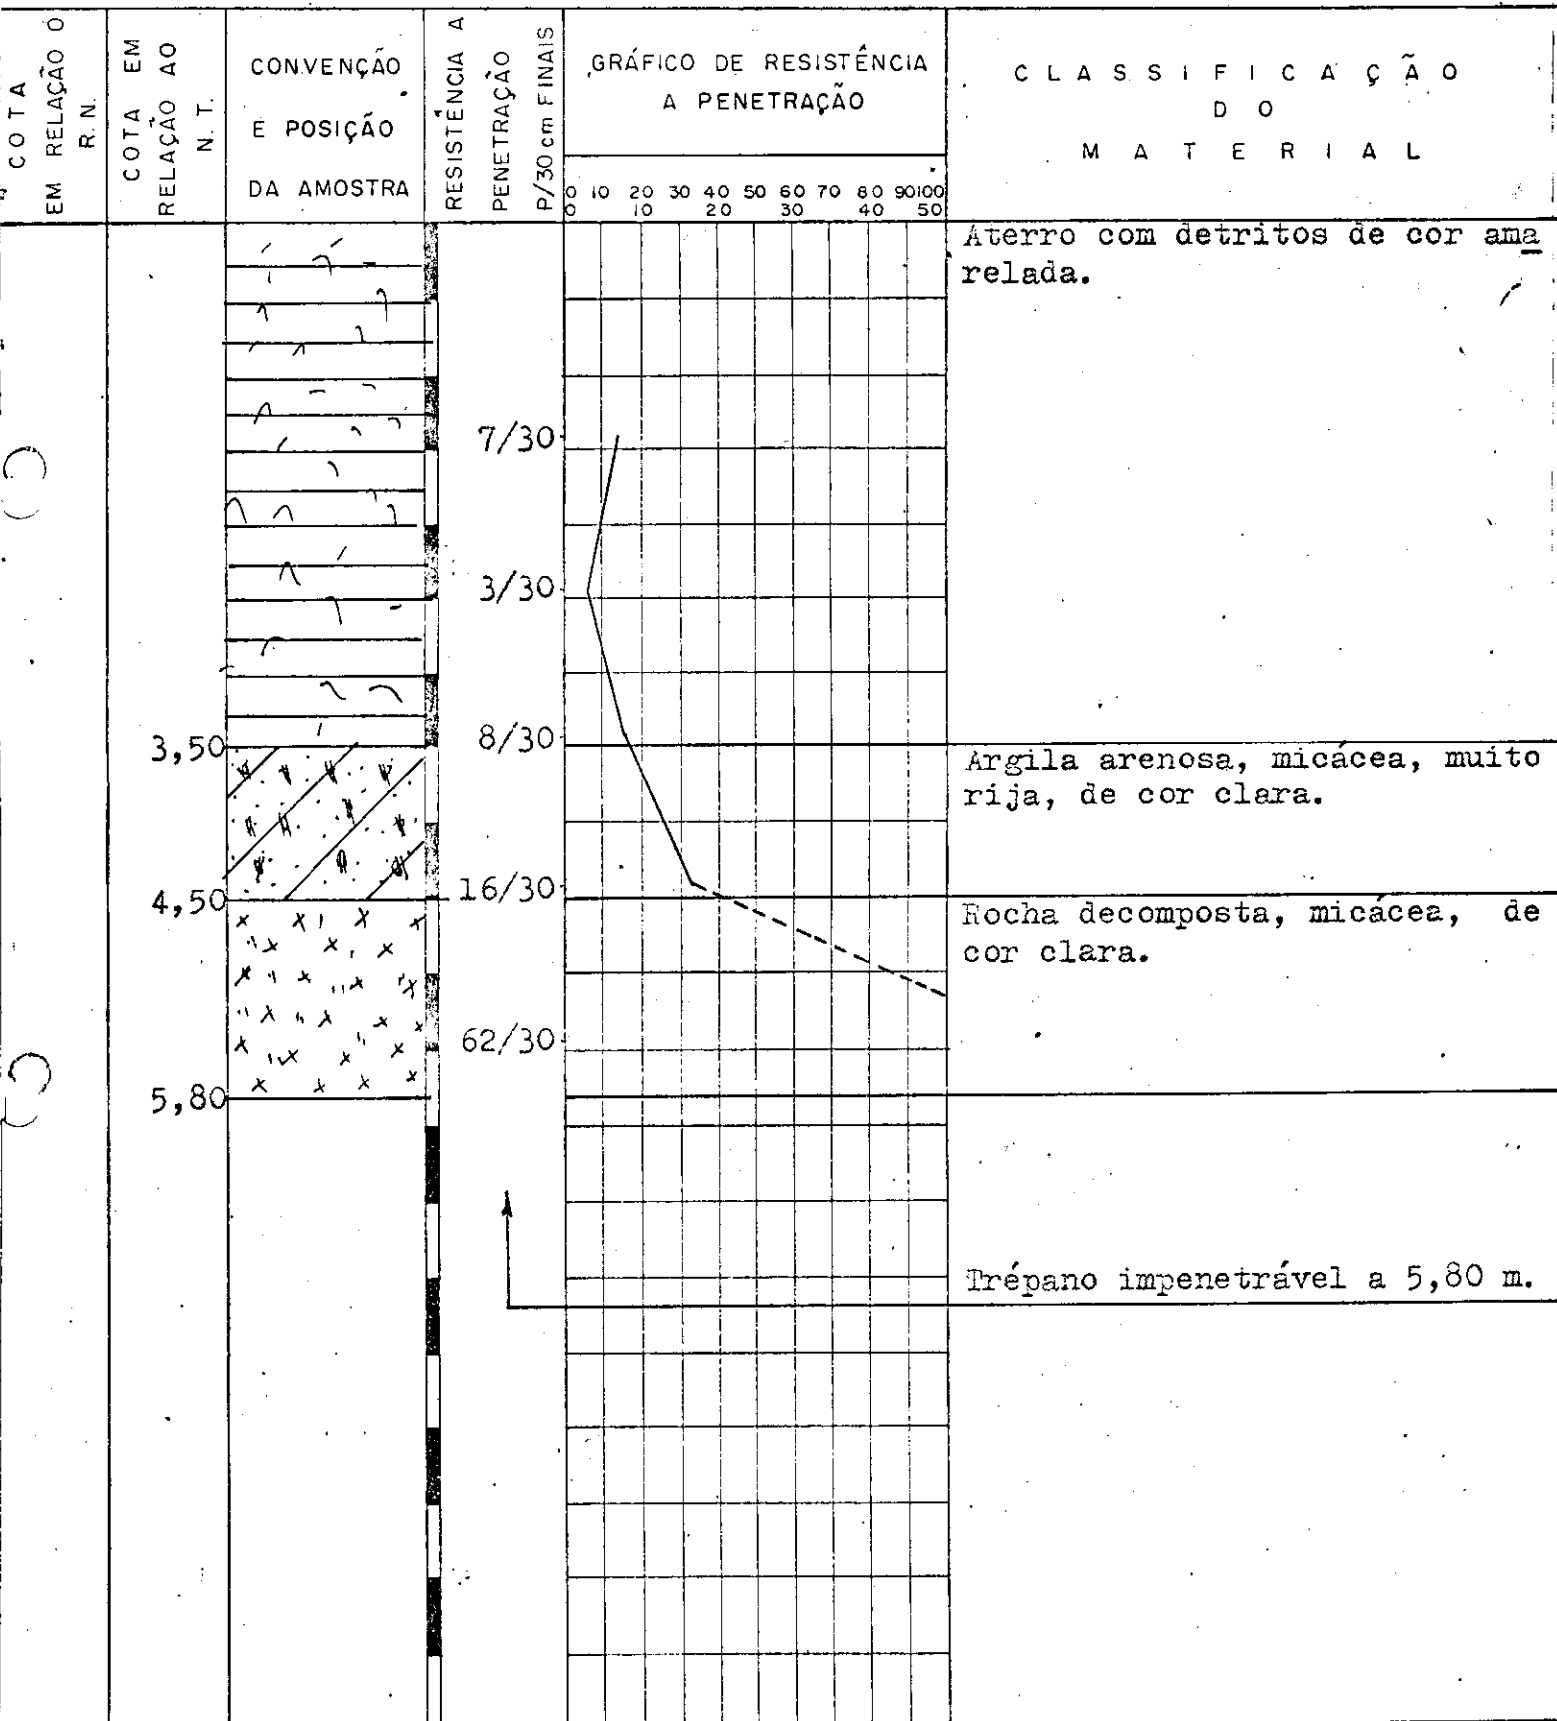 COTA
EM RELAÇÃO O
R. N.
COTA EM
RELAÇÃO AO
N. T.
CONVENÇÃO
E POSIÇÃO
DA AMOSTRA
RESISTÊNCIA A
PENETRAÇÃO
P/30 cm FINAIS
GRÁFICO DE RESISTÊNCIA
A PENETRAÇÃO
0 10 20 30 40 50 60 70 80 90 100
0 10 20 30 40 50
CLASSIFICAÇÃO
DO
MATERIAL
Aterro com detritos de cor ama
relada.
7/30
3/30
8/30
3,50
Argila arenosa, micácea, muito
rija, de cor clara.
16/30
4,50
Rocha decomposta, micácea, de
cor clara.
62/30
5,80
Trépano impenetrável a 5,80 m.